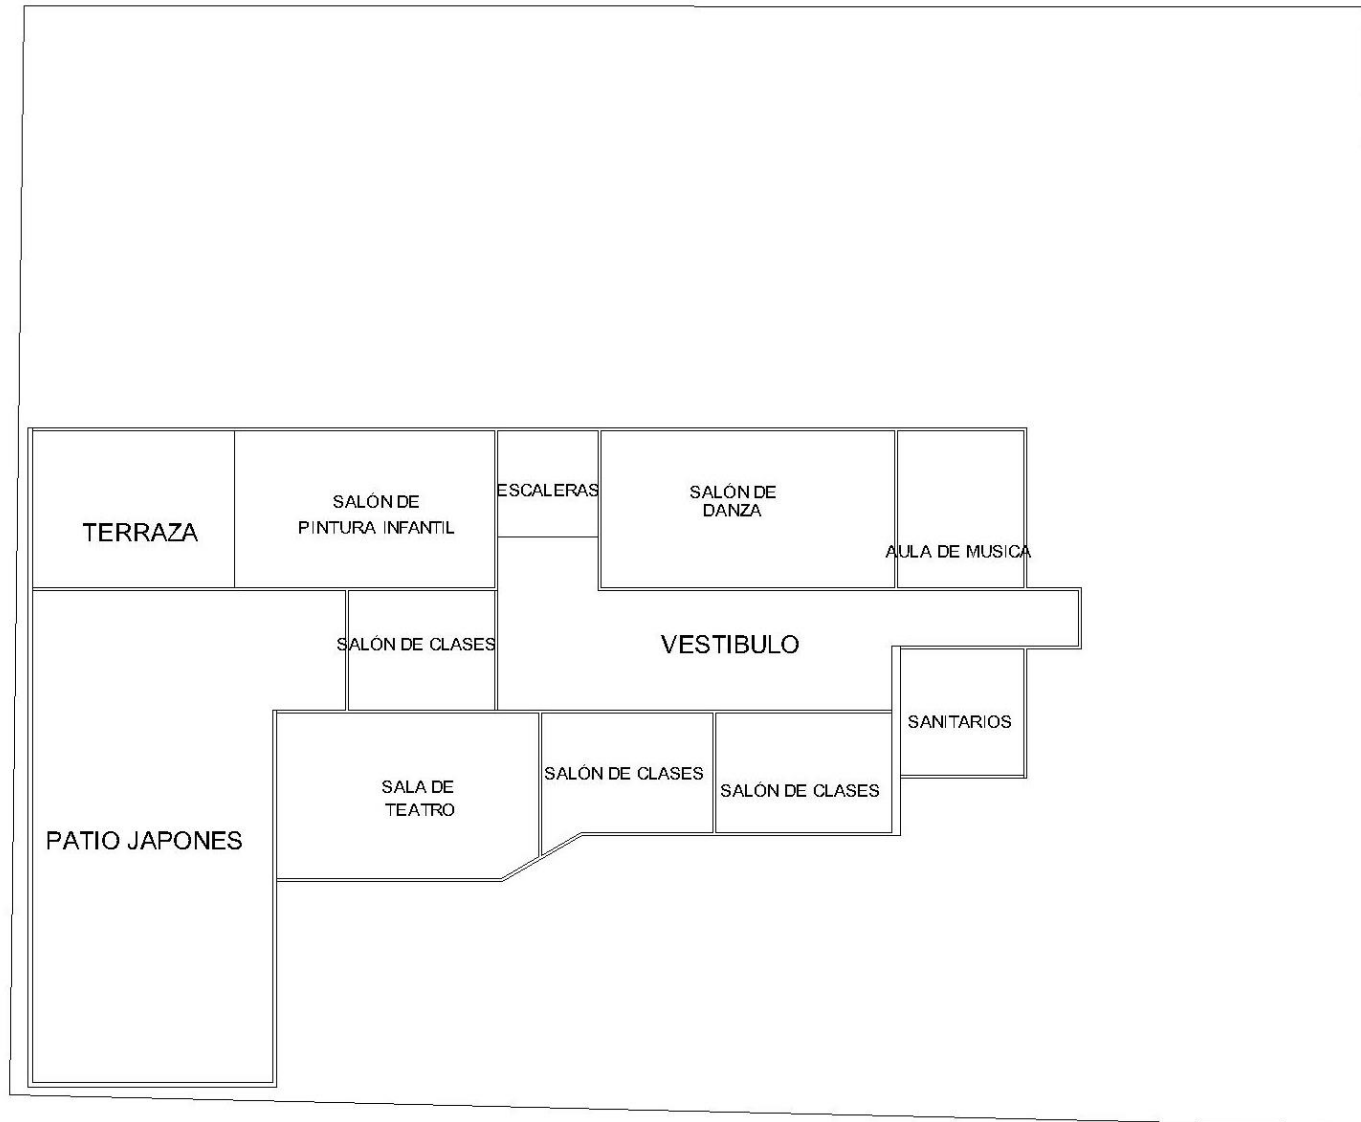 ESCALERAS
SALÓN DE
DANZA
SALÓN DE
PINTURA INFANTIL
TERRAZA
AULA DE MUSICA
SALÓN DE CLASES
VESTIBULO
SANITARIOS
SALÓN DE CLASES
SALÓN DE CLASES
SALA DE
TEATRO
PATIO JAPONES